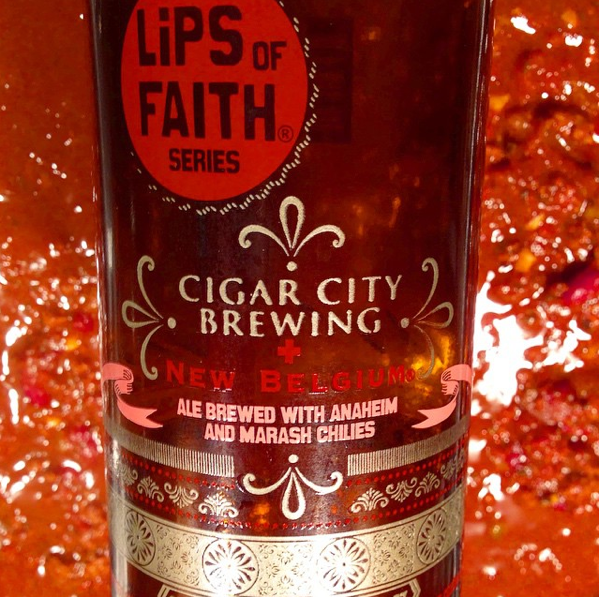 LiPS OF
FAITH®
SERIES
CIGAR CITY
BREWING
+
NEW BELGIUM®
ALE BREWED WITH ANAHEIM
AND MARASH CHILIES